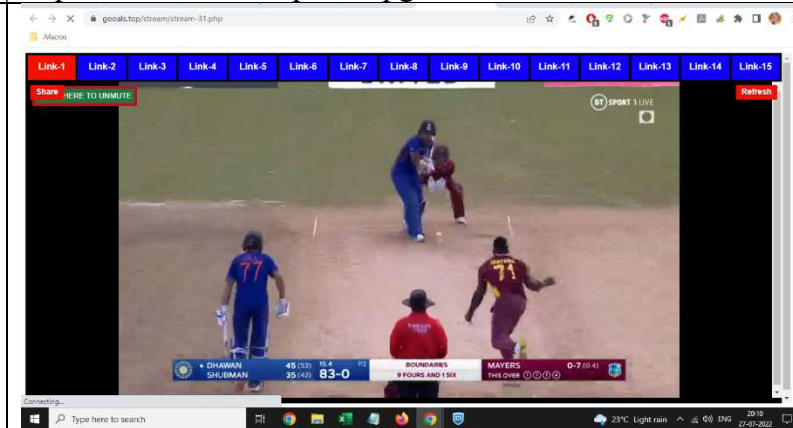 gooals.top/stream/stream-31.php
iMacros
Link-1 Link-2 Link-3 Link-4 Link-5 Link-6 Link-7 Link-8 Link-9 Link-10 Link-11 Link-12 Link-13 Link-14 Link-15
Share HERE TO UNMUTE Refresh
BT SPORT 1 LIVE
77
71
• DHAWAN 45 (53) 15.4 P2 BOUNDARIES MAYERS 0-7 (0.4)
SHUBMAN 35 (42) 83-0 9 FOURS AND 1 SIX THIS OVER
Connecting...
Type here to search 23°C Light rain ENG 20:10
27-07-2022